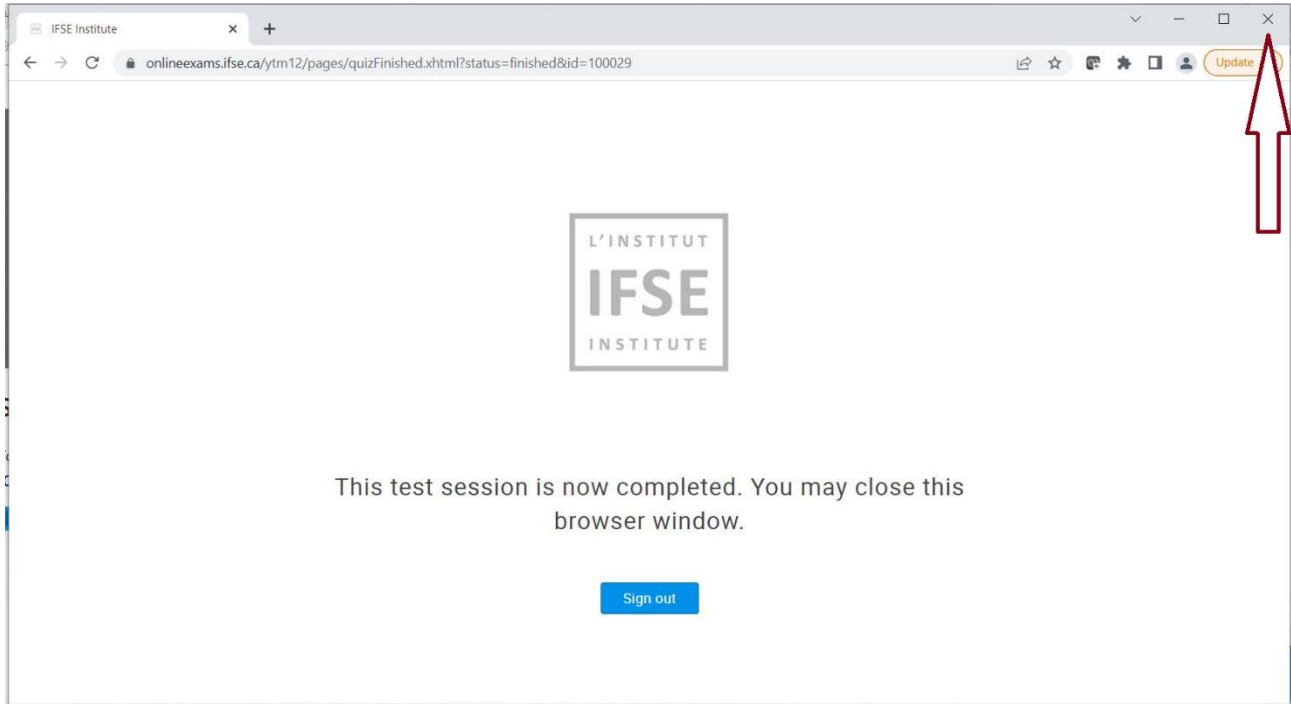 IFSE Institute
onlineexams.ifse.ca/ytm12/pages/quizFinished.xhtml?status=finished&id=100029
Update
L'INSTITUT
IFSE
INSTITUTE
This test session is now completed. You may close this
browser window.
Sign out